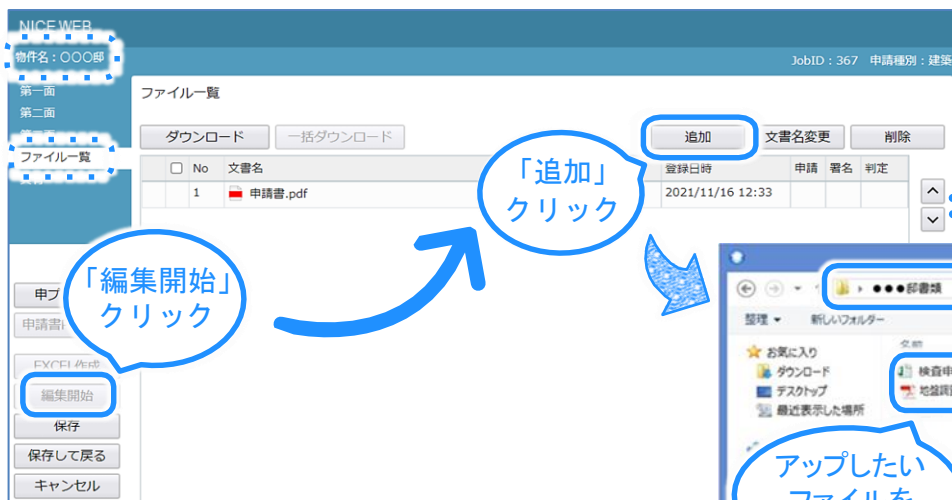 NICE WEB
物件名：○○○邸
JobID：367　申請種別：建築
第一面
第二面
ファイル一覧
ファイル一覧
ダウンロード
一括ダウンロード
追加
文書名変更
削除
No 文書名 登録日時 申請 署名 判定
1 申請書.pdf 2021/11/16 12:33
「追加」
クリック
「編集開始」
クリック
申プ
申請書
EXCEL作成
編集開始
保存
保存して戻る
キャンセル
●●●邸書類
整理 新しいフォルダー
名前
お気に入り
ダウンロード
デスクトップ
最近表示した場所
検査申
地盤調
アップしたい
ファイルを